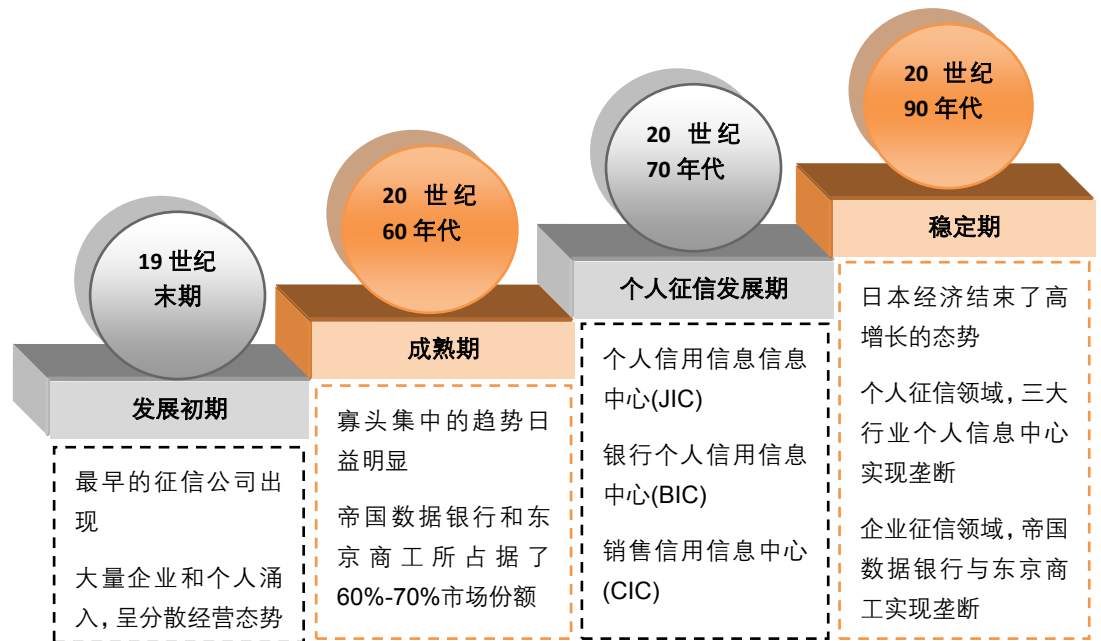 19 世纪
末期
发展初期
最早的征信公司出
现
大量企业和个人涌
入，呈分散经营态势
20 世纪
60 年代
成熟期
寡头集中的趋势日
益明显
帝国数据银行和东
京商工所占据了
60%-70%市场份额
20 世纪
70 年代
个人征信发展期
个人信用信息信息
中心(JIC)
银行个人信用信息
中心(BIC)
销售信用信息中心
(CIC)
20 世纪
90 年代
稳定期
日本经济结束了高
增长的态势
个人征信领域，三大
行业个人信息中心
实现垄断
企业征信领域，帝国
数据银行与东京商
工实现垄断